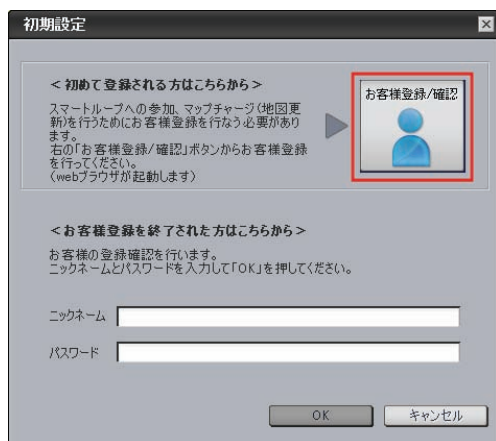 初期設定
＜初めて登録される方はこちらから＞
スマートループへの参加、マップチャージ(地図更
新)を行うためにお客様登録を行なう必要があり
ます。
右の「お客様登録/確認」ボタンからお客様登録
を行ってください。
（webブラウザが起動します）
お客様登録/確認
＜お客様登録を終了された方はこちらから＞
お客様の登録確認を行います。
ニックネームとパスワードを入力して「OK」を押してください。
ニックネーム
パスワード
OK
キャンセル